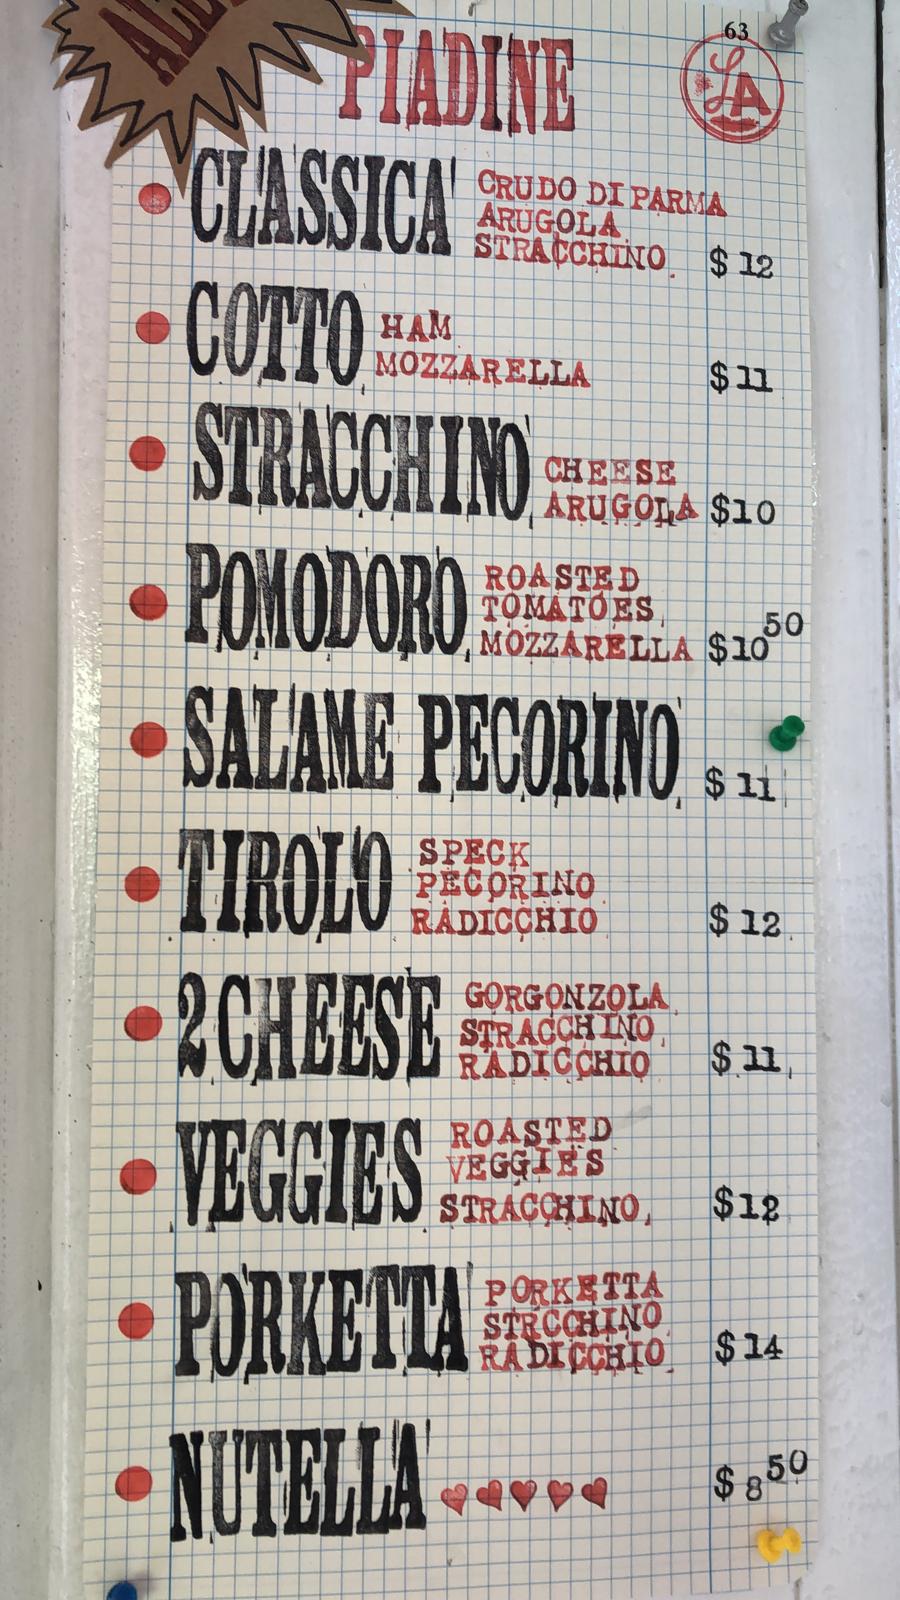 PIADINE
63
LA
CLASSICA
CRUDO DI PARMA
ARUGOLA
STRACCHINO
$12
COTTO
HAM
MOZZARELLA
$11
STRACCHINO
CHEESE
ARUGOLA
$10
POMODORO
ROASTED
TOMATOES
MOZZARELLA
$10 50
SALAME PECORINO
$11
TIROLO
SPECK
PECORINO
RADICCHIO
$12
2 CHEESE
GORGONZOLA
STRACCHINO
RADICCHIO
$11
VEGGIES
ROASTED
VEGGIES
STRACCHINO
$12
PORKETTA
PORKETTA
STRCCHINO
RADICCHIO
$14
NUTELLA
$8 50